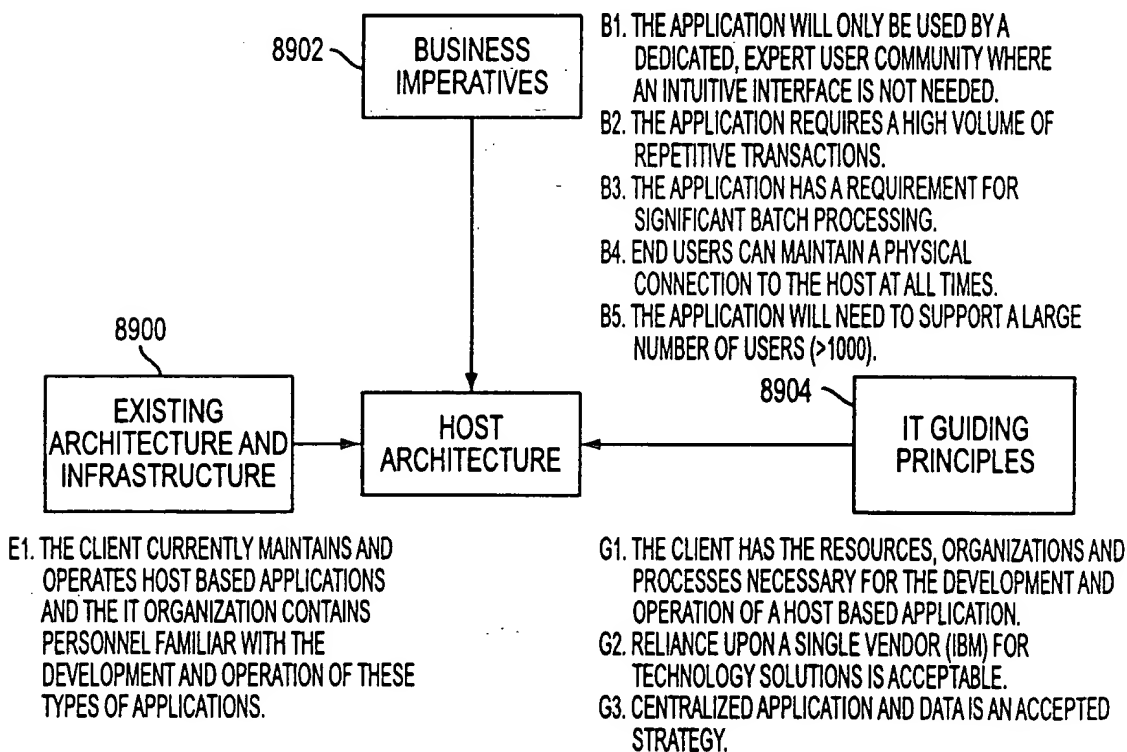 8902
BUSINESS
IMPERATIVES
B1. THE APPLICATION WILL ONLY BE USED BY A
DEDICATED, EXPERT USER COMMUNITY WHERE
AN INTUITIVE INTERFACE IS NOT NEEDED.
B2. THE APPLICATION REQUIRES A HIGH VOLUME OF
REPETITIVE TRANSACTIONS.
B3. THE APPLICATION HAS A REQUIREMENT FOR
SIGNIFICANT BATCH PROCESSING.
B4. END USERS CAN MAINTAIN A PHYSICAL
CONNECTION TO THE HOST AT ALL TIMES.
B5. THE APPLICATION WILL NEED TO SUPPORT A LARGE
NUMBER OF USERS (>1000).
8900
EXISTING
ARCHITECTURE AND
INFRASTRUCTURE
HOST
ARCHITECTURE
8904
IT GUIDING
PRINCIPLES
E1. THE CLIENT CURRENTLY MAINTAINS AND
OPERATES HOST BASED APPLICATIONS
AND THE IT ORGANIZATION CONTAINS
PERSONNEL FAMILIAR WITH THE
DEVELOPMENT AND OPERATION OF THESE
TYPES OF APPLICATIONS.
G1. THE CLIENT HAS THE RESOURCES, ORGANIZATIONS AND
PROCESSES NECESSARY FOR THE DEVELOPMENT AND
OPERATION OF A HOST BASED APPLICATION.
G2. RELIANCE UPON A SINGLE VENDOR (IBM) FOR
TECHNOLOGY SOLUTIONS IS ACCEPTABLE.
G3. CENTRALIZED APPLICATION AND DATA IS AN ACCEPTED
STRATEGY.